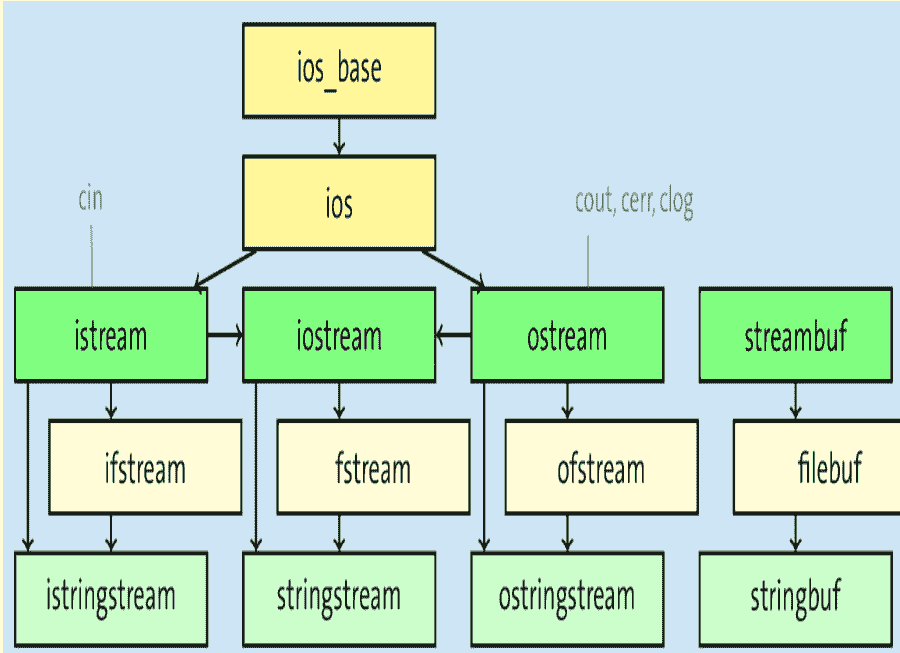 ios_base
ios
cin
cout, cerr, clog
istream
iostream
ostream
streambuf
ifstream
fstream
ofstream
filebuf
istringstream
stringstream
ostringstream
stringbuf